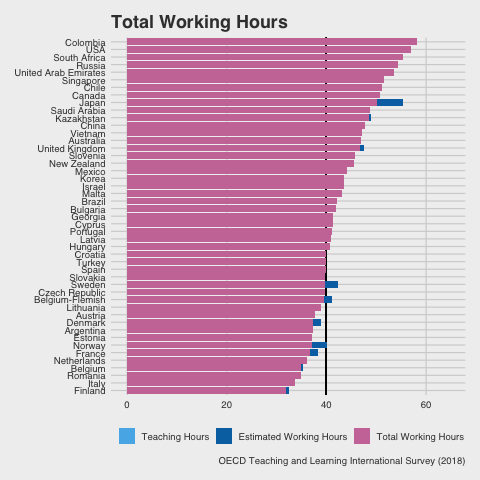 Total Working Hours
Colombia
USA
South Africa
Russia
United Arab Emirates
Singapore
Chile
Canada
Japan
Saudi Arabia
Kazakhstan
China
Vietnam
Australia
United Kingdom
Slovenia
New Zealand
Mexico
Korea
Israel
Malta
Brazil
Bulgaria
Georgia
Cyprus
Portugal
Latvia
Hungary
Croatia
Turkey
Spain
Slovakia
Sweden
Czech Republic
Belgium-Flemish
Lithuania
Austria
Denmark
Argentina
Estonia
Norway
France
Netherlands
Belgium
Romania
Italy
Finland
0 20 40 60
Teaching Hours Estimated Working Hours Total Working Hours
OECD Teaching and Learning International Survey (2018)